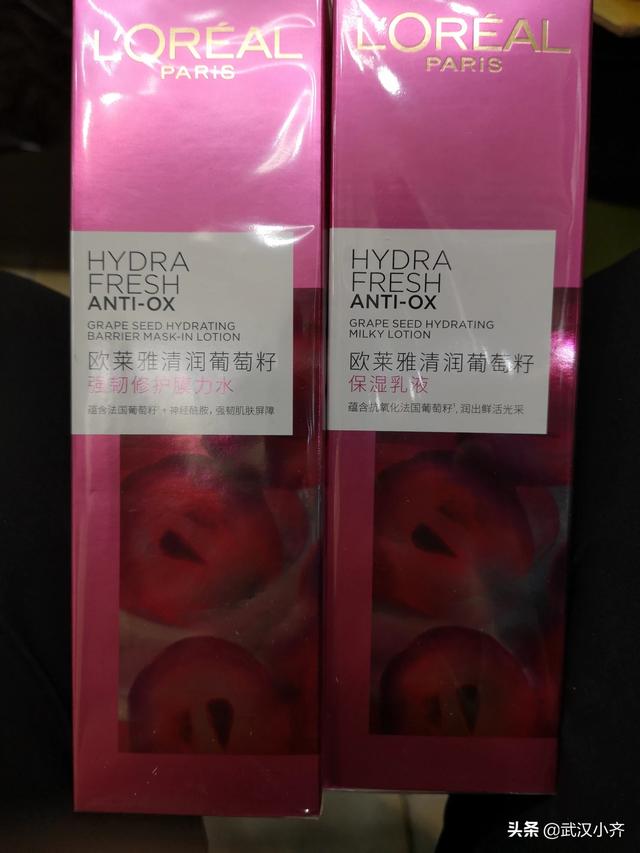 L'ORÉAL
PARIS
HYDRA
FRESH
ANTI-OX
GRAPE SEED HYDRATING
BARRIER MASK-IN LOTION
欧莱雅清润葡萄籽
强韧修护膜力水
蕴含法国葡萄籽¹+神经酰胺,强韧肌肤屏障
L'ORÉAL
PARIS
HYDRA
FRESH
ANTI-OX
GRAPE SEED HYDRATING
MILKY LOTION
欧莱雅清润葡萄籽
保湿乳液
蕴含抗氧化法国葡萄籽¹,润出鲜活光采
头条 @武汉小齐